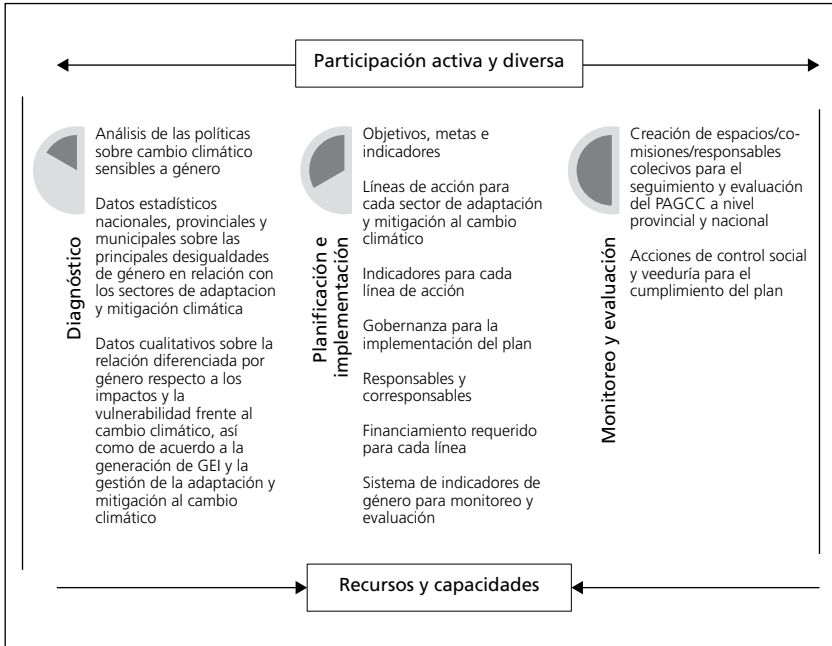 Participación activa y diversa
Diagnóstico
Análisis de las políticas
sobre cambio climático
sensibles a género
Datos estadísticos
nacionales, provinciales y
municipales sobre las
principales desigualdades
de género en relación con
los sectores de adaptacion
y mitigación climática
Datos cualitativos sobre la
relación diferenciada por
género respecto a los
impactos y la
vulnerabilidad frente al
cambio climático, así
como de acuerdo a la
generación de GEI y la
gestión de la adaptación y
mitigación al cambio
climático
Planificación e
implementación
Objetivos, metas e
indicadores
Líneas de acción para
cada sector de adaptación
y mitigación al cambio
climático
Indicadores para cada
línea de acción
Gobernanza para la
implementación del plan
Responsables y
corresponsables
Financiamiento requerido
para cada línea
Sistema de indicadores de
género para monitoreo y
evaluación
Monitoreo y evaluación
Creación de espacios/co-
misiones/responsables
colecivos para el
seguimiento y evaluación
del PAGCC a nivel
provincial y nacional
Acciones de control social
y veeduría para el
cumplimiento del plan
Recursos y capacidades